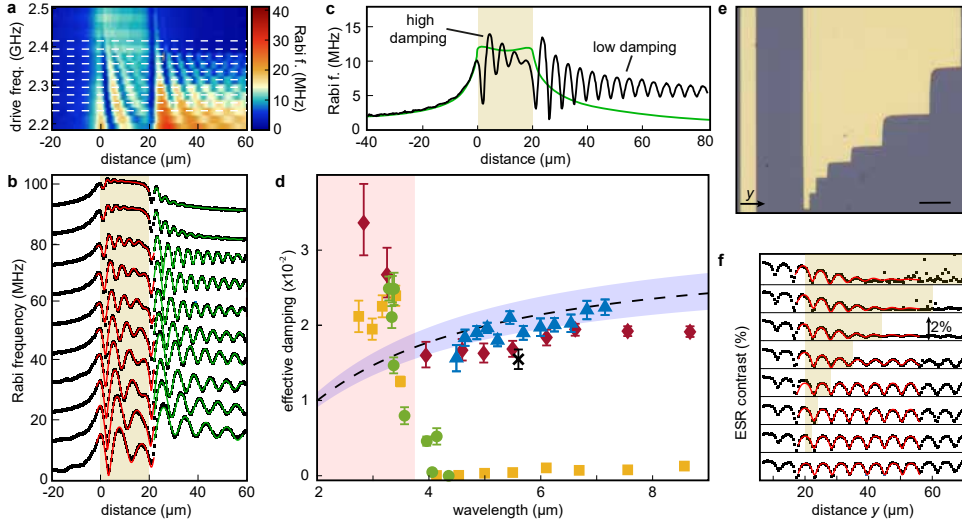 a
drive freq. (GHz)
2.5
2.4
2.3
2.2
-20 0 20 40 60
distance (µm)
40
30
20
10
0
Rabi f. (MHz)
b
Rabi frequency (MHz)
100
80
60
40
20
0
-20 0 20 40 60
distance (µm)
c
Rabi f. (MHz)
15
10
5
0
high
damping
low damping
-40 -20 0 20 40 60 80
distance (µm)
d
effective damping (x10⁻²)
3
2
1
0
2 4 6 8
wavelength (µm)
e
y
f
ESR contrast (%)
2%
20 40 60
distance y (µm)